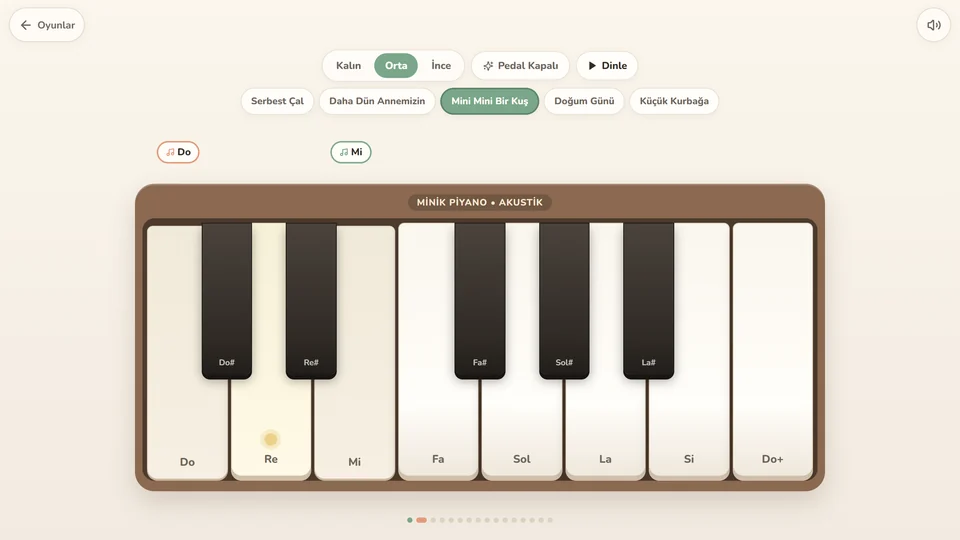 Oyunlar
Kalın Orta İnce Pedal Kapalı Dinle
Serbest Çal Daha Dün Annemizin Mini Mini Bir Kuş Doğum Günü Küçük Kurbağa
Do Mi
MİNİK PİYANO • AKUSTİK
Do# Re# Fa# Sol# La#
Do Re Mi Fa Sol La Si Do+